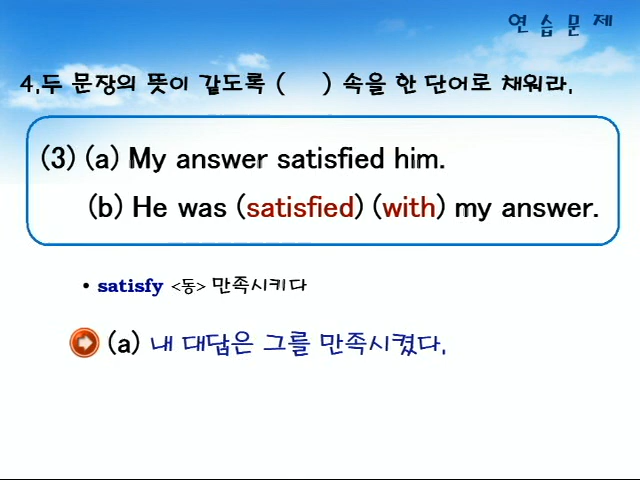 연습문제
4.두 문장의 뜻이 같도록 (    ) 속을 한 단어로 채워라.
(3) (a) My answer satisfied him.
(b) He was (satisfied) (with) my answer.
• satisfy <동> 만족시키다
(a) 내 대답은 그를 만족시켰다.